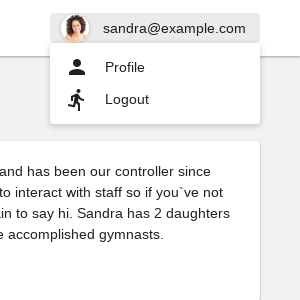 sandra@example.com
Profile
Logout
and has been our controller since
to interact with staff so if you`ve not
to say hi. Sandra has 2 daughters
accomplished gymnasts.